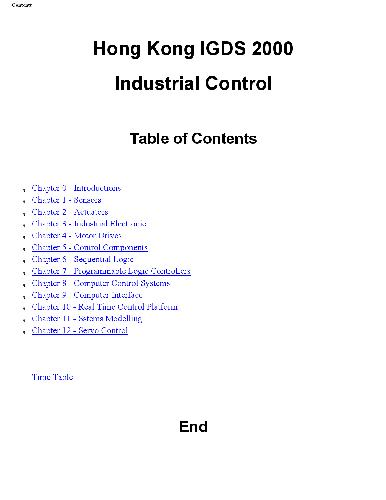 Contents
Hong Kong IGDS 2000
Industrial Control
Table of Contents
Chapter 0 - Introductions
Chapter 1 - Sensors
Chapter 2 - Actuators
Chapter 3 - Industrial Electronic
Chapter 4 - Motor Drives
Chapter 5 - Control Components
Chapter 6 - Sequential Logic
Chapter 7 - Programmable Logic Controllers
Chapter 8 - Computer Control Systems
Chapter 9 - Computer Interface
Chapter 10 - Real Time Control Platform
Chapter 11 - Sstems Modelling
Chapter 12 - Servo Control
Time Table
End